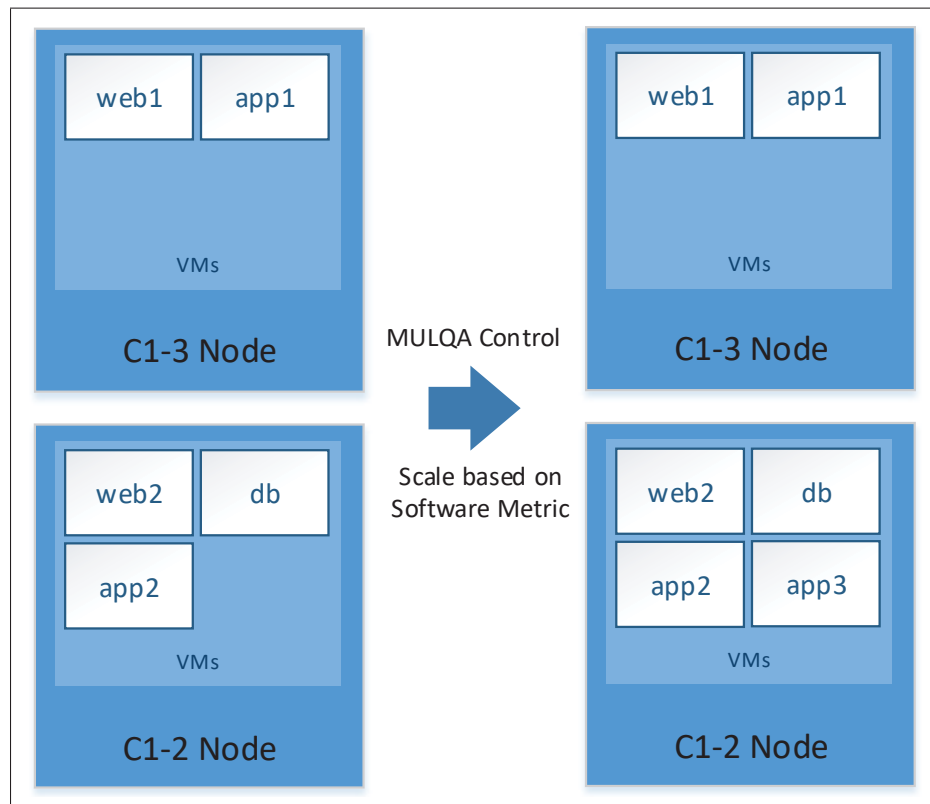 web1 app1
VMs
C1-3 Node
web2 db
app2
VMs
C1-2 Node
MULQA Control
Scale based on
Software Metric
web1 app1
VMs
C1-3 Node
web2 db
app2 app3
VMs
C1-2 Node